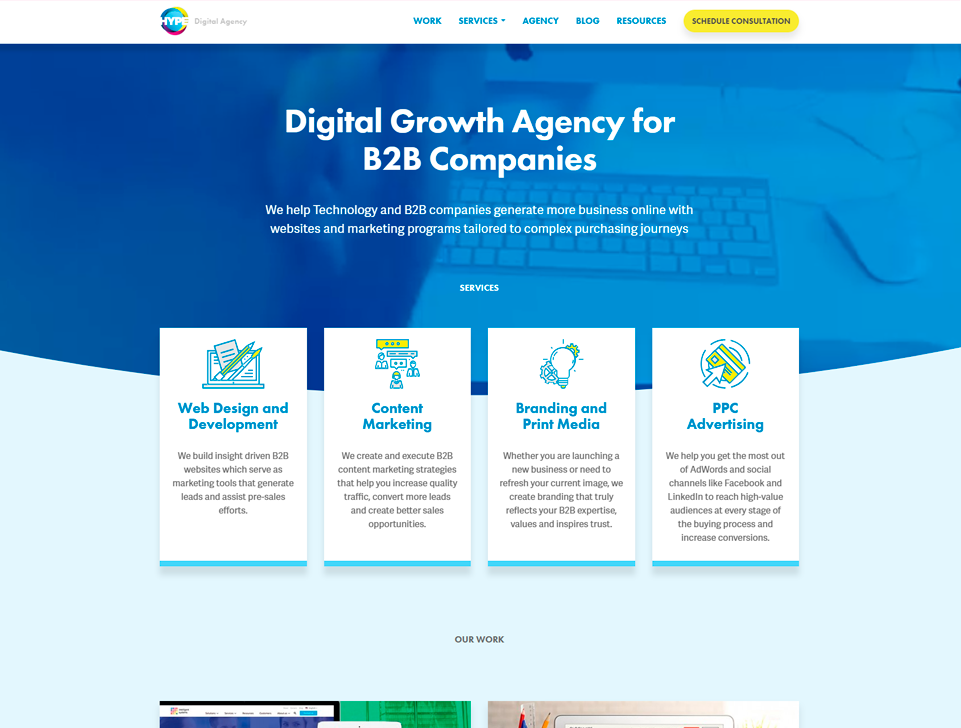 HYPE Digital Agency
WORK SERVICES AGENCY BLOG RESOURCES SCHEDULE CONSULTATION
Digital Growth Agency for
B2B Companies
We help Technology and B2B companies generate more business online with
websites and marketing programs tailored to complex purchasing journeys
SERVICES
Web Design and
Development
We build insight driven B2B
websites which serve as
marketing tools that generate
leads and assist pre-sales
efforts.
Content
Marketing
We create and execute B2B
content marketing strategies
that help you increase quality
traffic, convert more leads
and create better sales
opportunities.
Branding and
Print Media
Whether you are launching a
new business or need to
refresh your current image, we
create branding that truly
reflects your B2B expertise,
values and inspires trust.
PPC
Advertising
We help you get the most out
of AdWords and social
channels like Facebook and
LinkedIn to reach high-value
audiences at every stage of
the buying process and
increase conversions.
OUR WORK